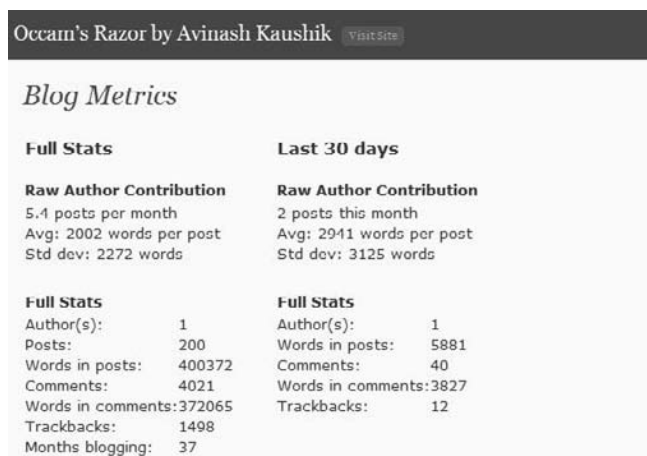 Occam's Razor by Avinash Kaushik Visit Site
Blog Metrics
Full Stats
Raw Author Contribution
5.4 posts per month
Avg: 2002 words per post
Std dev: 2272 words
Full Stats
Author(s): 1
Posts: 200
Words in posts: 400372
Comments: 4021
Words in comments:372065
Trackbacks: 1498
Months blogging: 37
Last 30 days
Raw Author Contribution
2 posts this month
Avg: 2941 words per post
Std dev: 3125 words
Full Stats
Author(s): 1
Words in posts: 5881
Comments: 40
Words in comments:3827
Trackbacks: 12